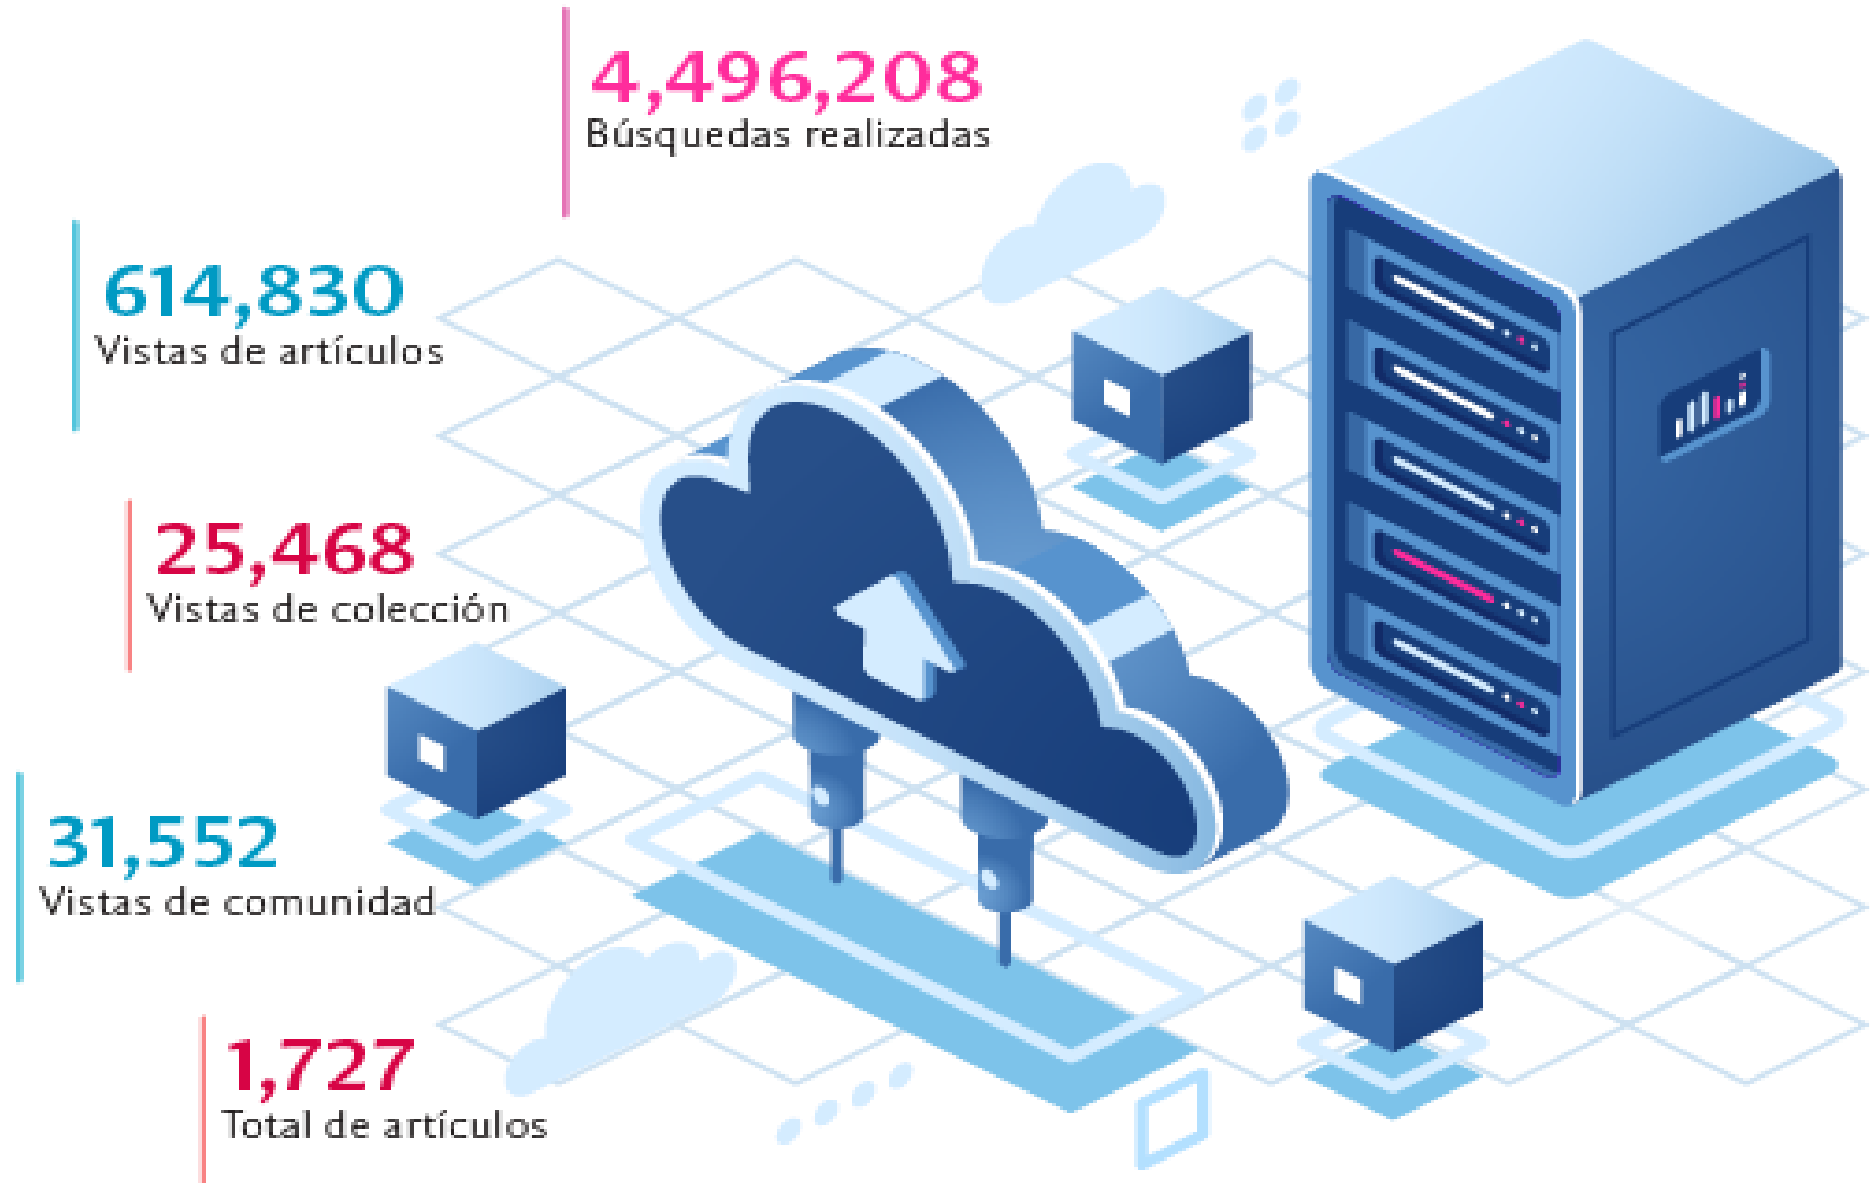 4,496,208
Búsquedas realizadas
614,830
Vistas de artículos
25,468
Vistas de colección
31,552
Vistas de comunidad
1,727
Total de artículos